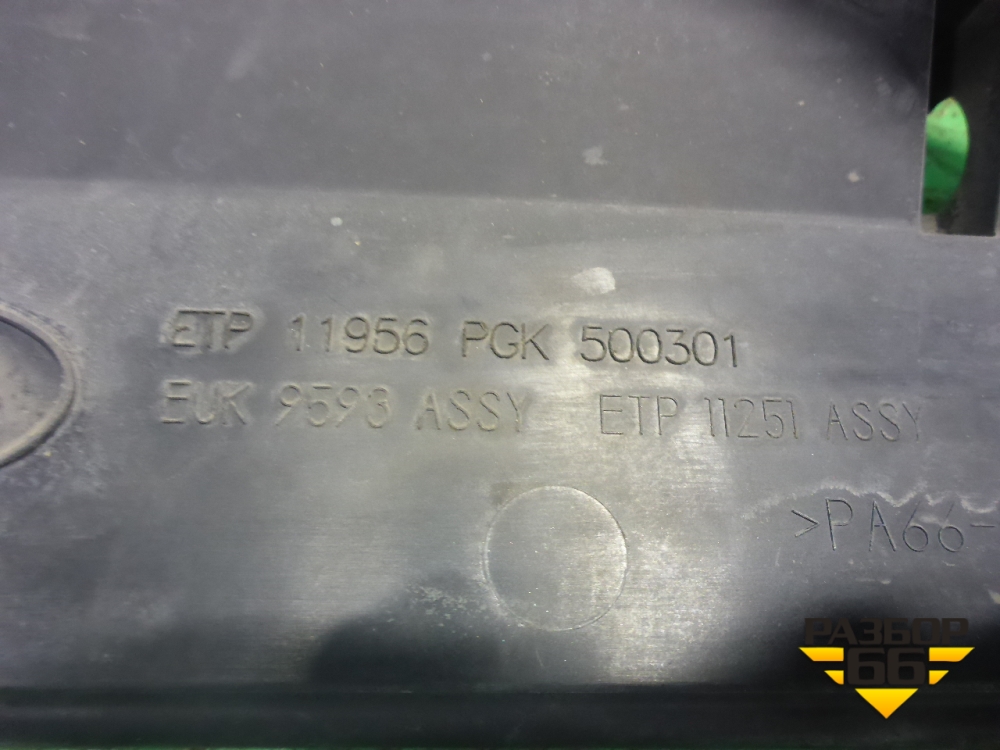 ETP 11956 PGK 500301
EUK 9593 ASSY ETP 11251 ASSY
>PA66-
РАЗБОР
66